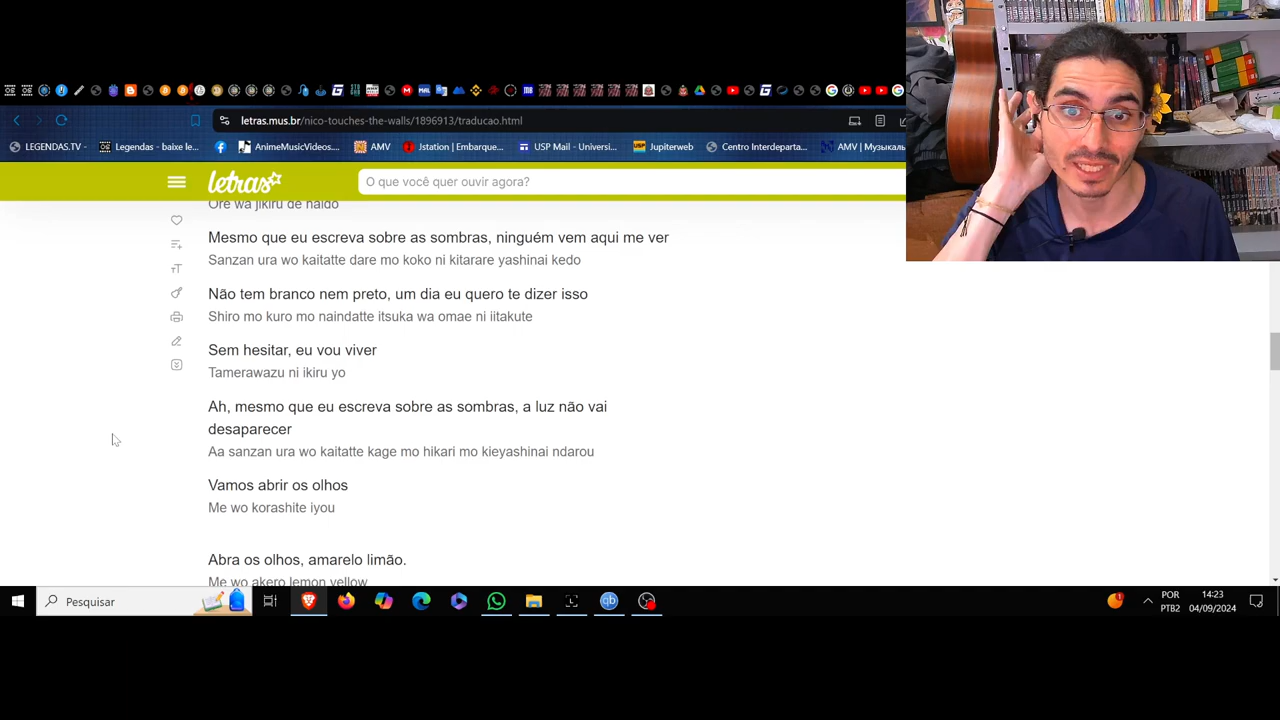 letras.mus.br/nico-touches-the-walls/1896913/traducao.html
LEGENDAS.TV - Legendas - baixe le... AnimeMusicVideos... AMV Jstation | Embarque... USP Mail - Universi... Jupiterweb Centro Interdeparta... AMV | Музыкаль
letras O que você quer ouvir agora?
Ore wa jikiru de haido
Mesmo que eu escreva sobre as sombras, ninguém vem aqui me ver
Sanzan ura wo kaitatte dare mo koko ni kitarare yashinai kedo
Não tem branco nem preto, um dia eu quero te dizer isso
Shiro mo kuro mo naindatte itsuka wa omae ni iitakute
Sem hesitar, eu vou viver
Tamerawazu ni ikiru yo
Ah, mesmo que eu escreva sobre as sombras, a luz não vai
desaparecer
Aa sanzan ura wo kaitatte kage mo hikari mo kieyashinai ndarou
Vamos abrir os olhos
Me wo korashite iyou
Abra os olhos, amarelo limão.
Me wo akero lemon yellow
Pesquisar
POR
PTB2
14:23
04/09/2024